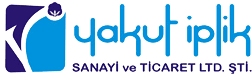 yakut iplik
SANAYİ ve TİCARET LTD. ŞTİ.